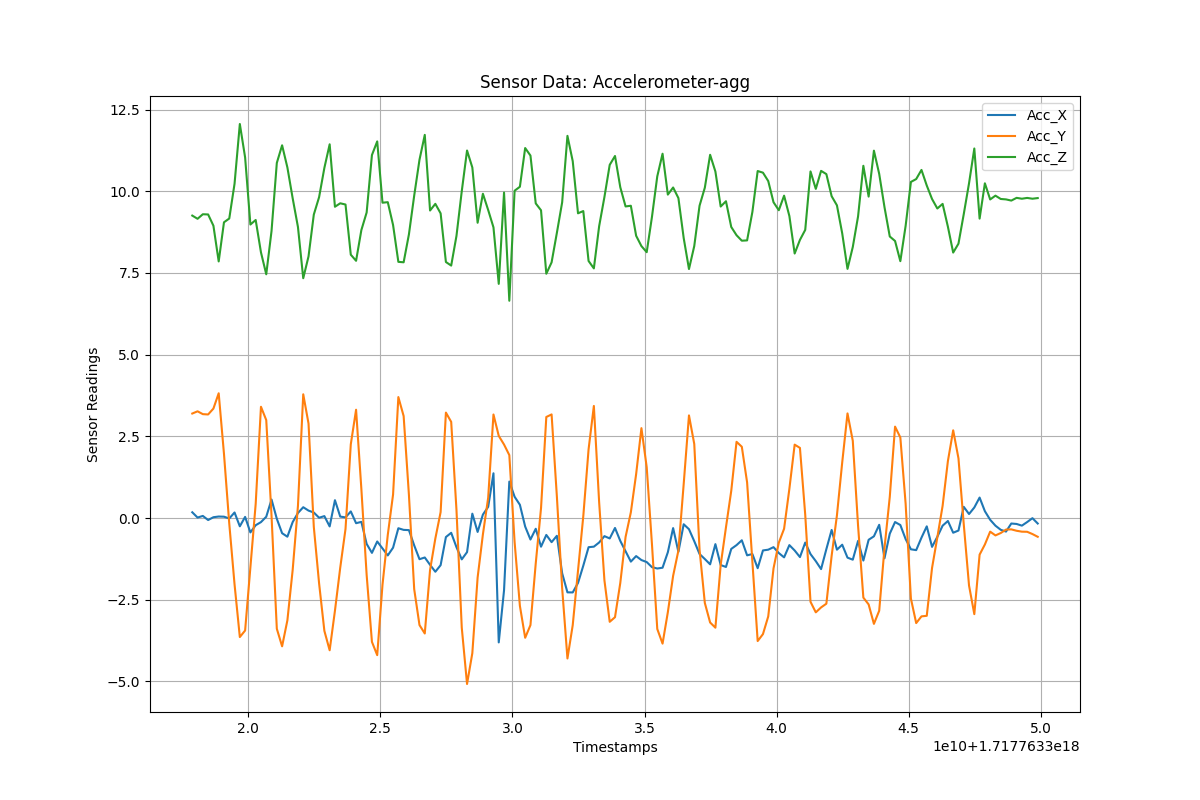 Sensor Data: Accelerometer-agg
Acc_X
Acc_Y
Acc_Z
12.5
10.0
7.5
5.0
2.5
0.0
−2.5
−5.0
Sensor Readings
2.0
2.5
3.0
3.5
4.0
4.5
5.0
Timestamps
1e10+1.7177633e18